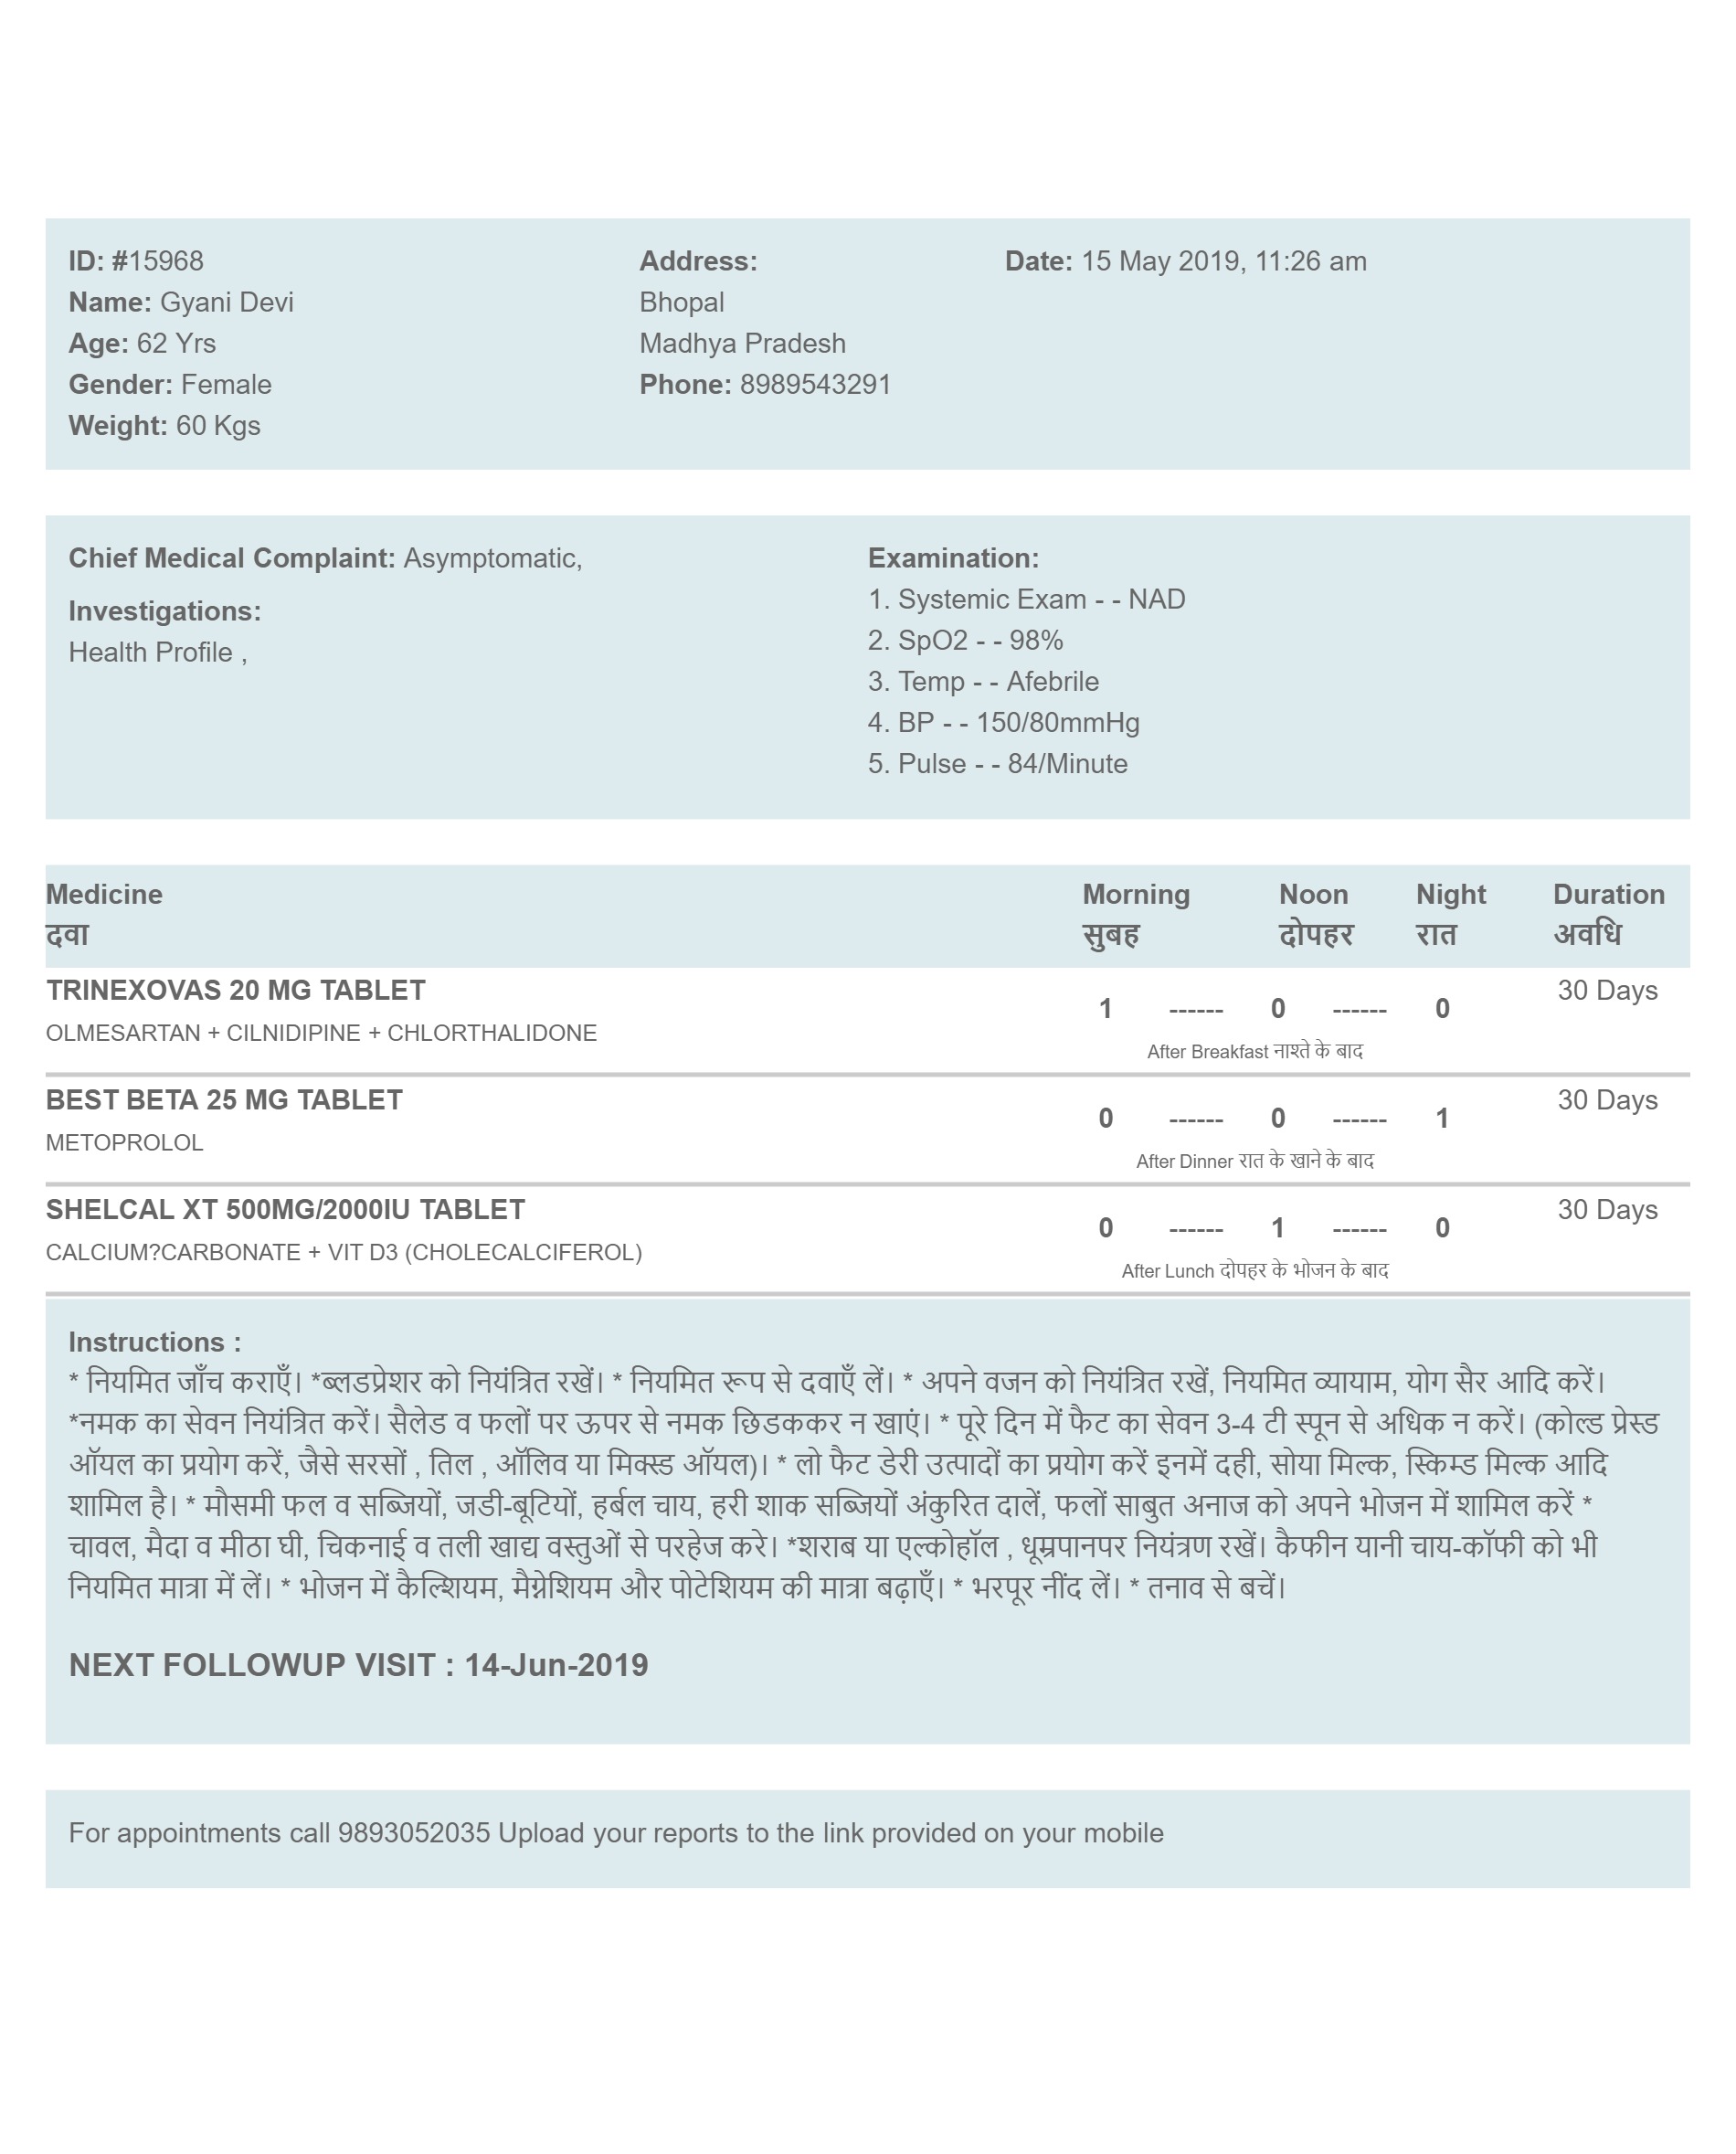 ID: #15968
Name: Gyani Devi
Age: 62 Yrs
Gender: Female
Weight: 60 Kgs
Address:
Bhopal
Madhya Pradesh
Phone: 8989543291
Date: 15 May 2019, 11:26 am
Chief Medical Complaint: Asymptomatic,
Investigations:
Health Profile ,
Examination:
1. Systemic Exam - - NAD
2. SpO2 - - 98%
3. Temp - - Afebrile
4. BP - - 150/80mmHg
5. Pulse - - 84/Minute
Medicine Morning Noon Night Duration
दवा सुबह दोपहर रात अवधि
TRINEXOVAS 20 MG TABLET 1 ------ 0 ------ 0 30 Days
OLMESARTAN + CILNIDIPINE + CHLORTHALIDONE After Breakfast नाश्ते के बाद
BEST BETA 25 MG TABLET 0 ------ 0 ------ 1 30 Days
METOPROLOL After Dinner रात के खाने के बाद
SHELCAL XT 500MG/2000IU TABLET 0 ------ 1 ------ 0 30 Days
CALCIUM?CARBONATE + VIT D3 (CHOLECALCIFEROL) After Lunch दोपहर के भोजन के बाद
Instructions :
* नियमित जाँच कराएँ। *ब्लडप्रेशर को नियंत्रित रखें। * नियमित रूप से दवाएँ लें। * अपने वजन को नियंत्रित रखें, नियमित व्यायाम, योग सैर आदि करें।
*नमक का सेवन नियंत्रित करें। सैलेड व फलों पर ऊपर से नमक छिडककर न खाएं। * पूरे दिन में फैट का सेवन 3-4 टी स्पून से अधिक न करें। (कोल्ड प्रेस्ड
ऑयल का प्रयोग करें, जैसे सरसों , तिल , ऑलिव या मिक्स्ड ऑयल)। * लो फैट डेरी उत्पादों का प्रयोग करें इनमें दही, सोया मिल्क, स्किम्ड मिल्क आदि
शामिल है। * मौसमी फल व सब्जियों, जडी-बूटियों, हर्बल चाय, हरी शाक सब्जियों अंकुरित दालें, फलों साबुत अनाज को अपने भोजन में शामिल करें *
चावल, मैदा व मीठा घी, चिकनाई व तली खाद्य वस्तुओं से परहेज करे। *शराब या एल्कोहॉल , धूम्रपानपर नियंत्रण रखें। कैफीन यानी चाय-कॉफी को भी
नियमित मात्रा में लें। * भोजन में कैल्शियम, मैग्नेशियम और पोटेशियम की मात्रा बढ़ाएँ। * भरपूर नींद लें। * तनाव से बचें।
NEXT FOLLOWUP VISIT : 14-Jun-2019
For appointments call 9893052035 Upload your reports to the link provided on your mobile